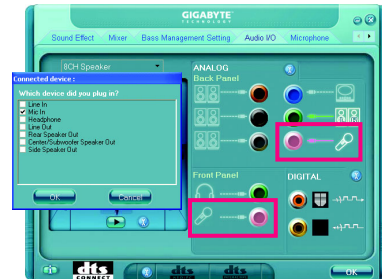 GIGABYTE
TECHNOLOGY
Sound Effect Mixer Bass Management Setting Audio I/O Microphone
8CH Speaker
ANALOG
Back Panel
Connected device :
Which device did you plug in?
Line In
Mic In
Headphone
Line Out
Rear Speaker Out
Center/Subwoofer Speaker Out
Side Speaker Out
OK Cancel
Front Panel
DIGITAL
dts
CONNECT
dts
dts
OK